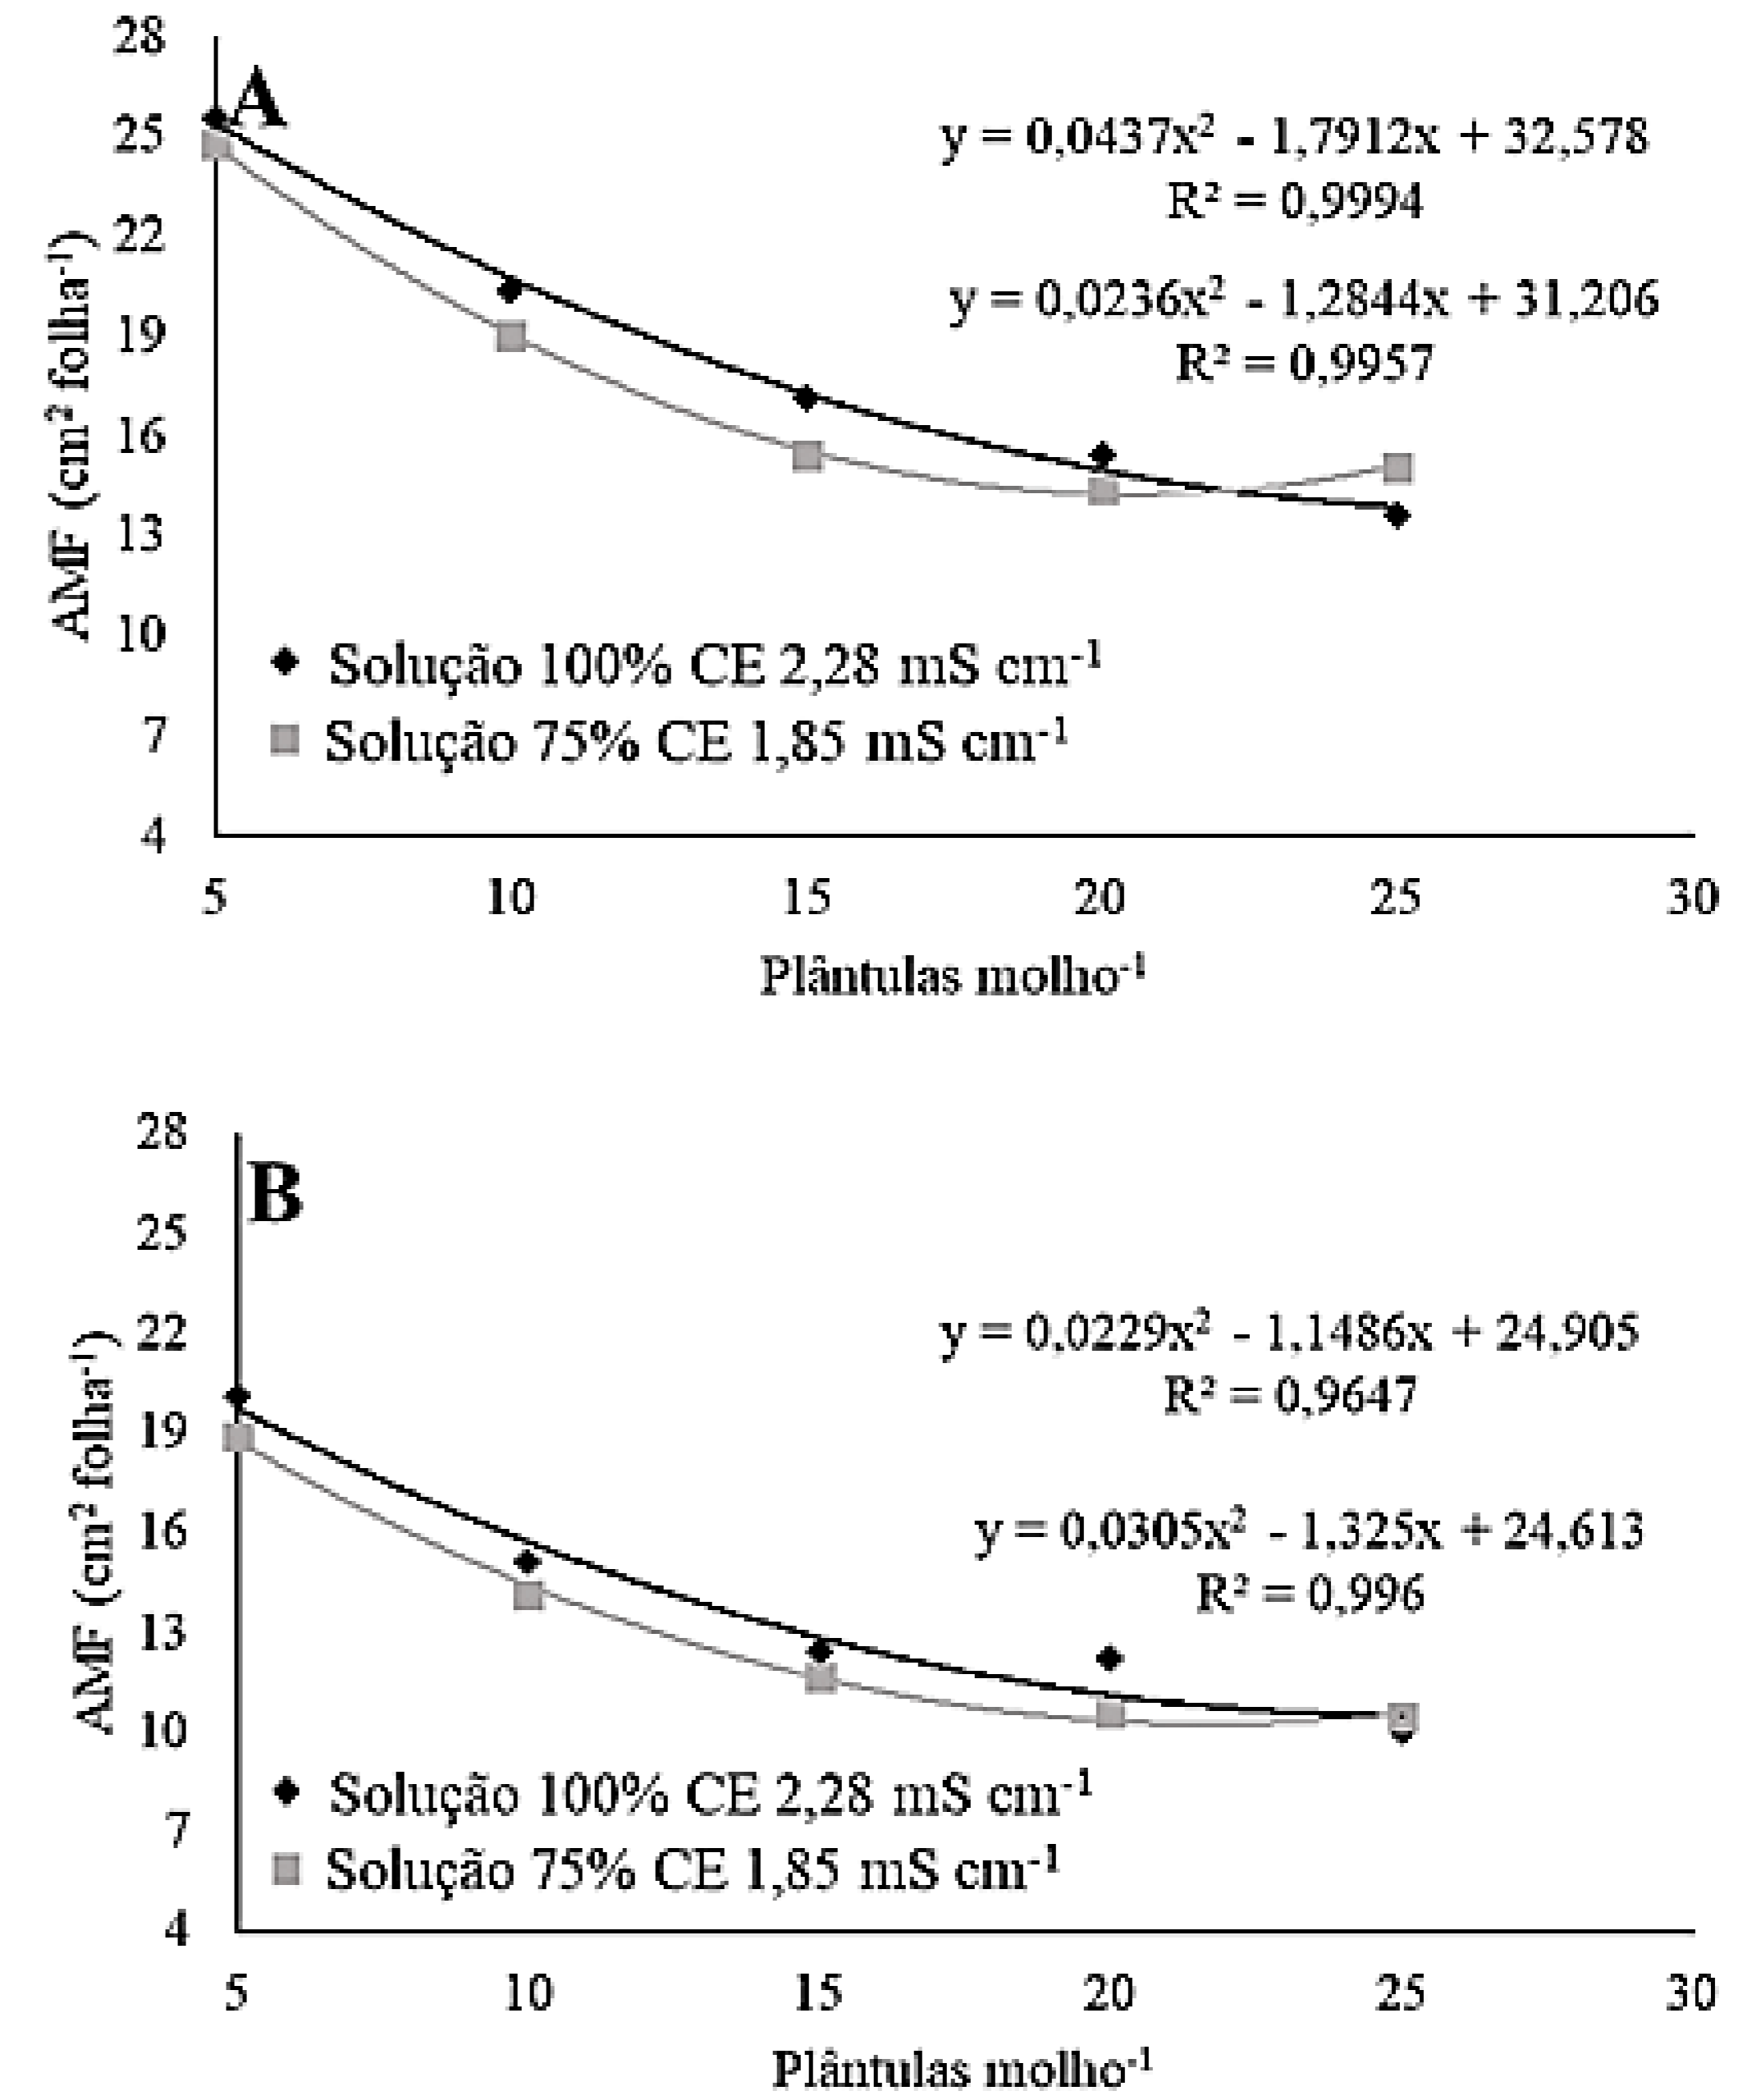 28
A
25
22
19
16
13
10
7
4
AMF (cm² folha⁻¹)
y = 0,0437x² - 1,7912x + 32,578
R² = 0,9994
y = 0,0236x² - 1,2844x + 31,206
R² = 0,9957
Solução 100% CE 2,28 mS cm⁻¹
Solução 75% CE 1,85 mS cm⁻¹
5 10 15 20 25 30
Plântulas molho⁻¹
28
B
25
22
19
16
13
10
7
4
AMF (cm² folha⁻¹)
y = 0,0229x² - 1,1486x + 24,905
R² = 0,9647
y = 0,0305x² - 1,325x + 24,613
R² = 0,996
Solução 100% CE 2,28 mS cm⁻¹
Solução 75% CE 1,85 mS cm⁻¹
5 10 15 20 25 30
Plântulas molho⁻¹